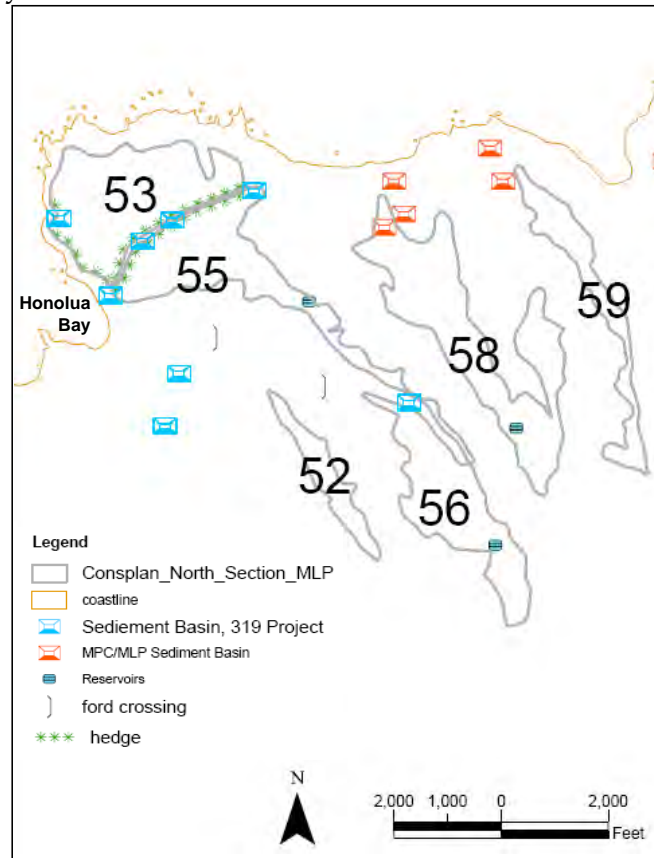 53
55
59
Honolua
Bay
58
52
56
Legend
Consplan_North_Section_MLP
coastline
Sediement Basin, 319 Project
MPC/MLP Sediment Basin
Reservoirs
ford crossing
hedge
N
2,000 1,000 0 2,000
Feet